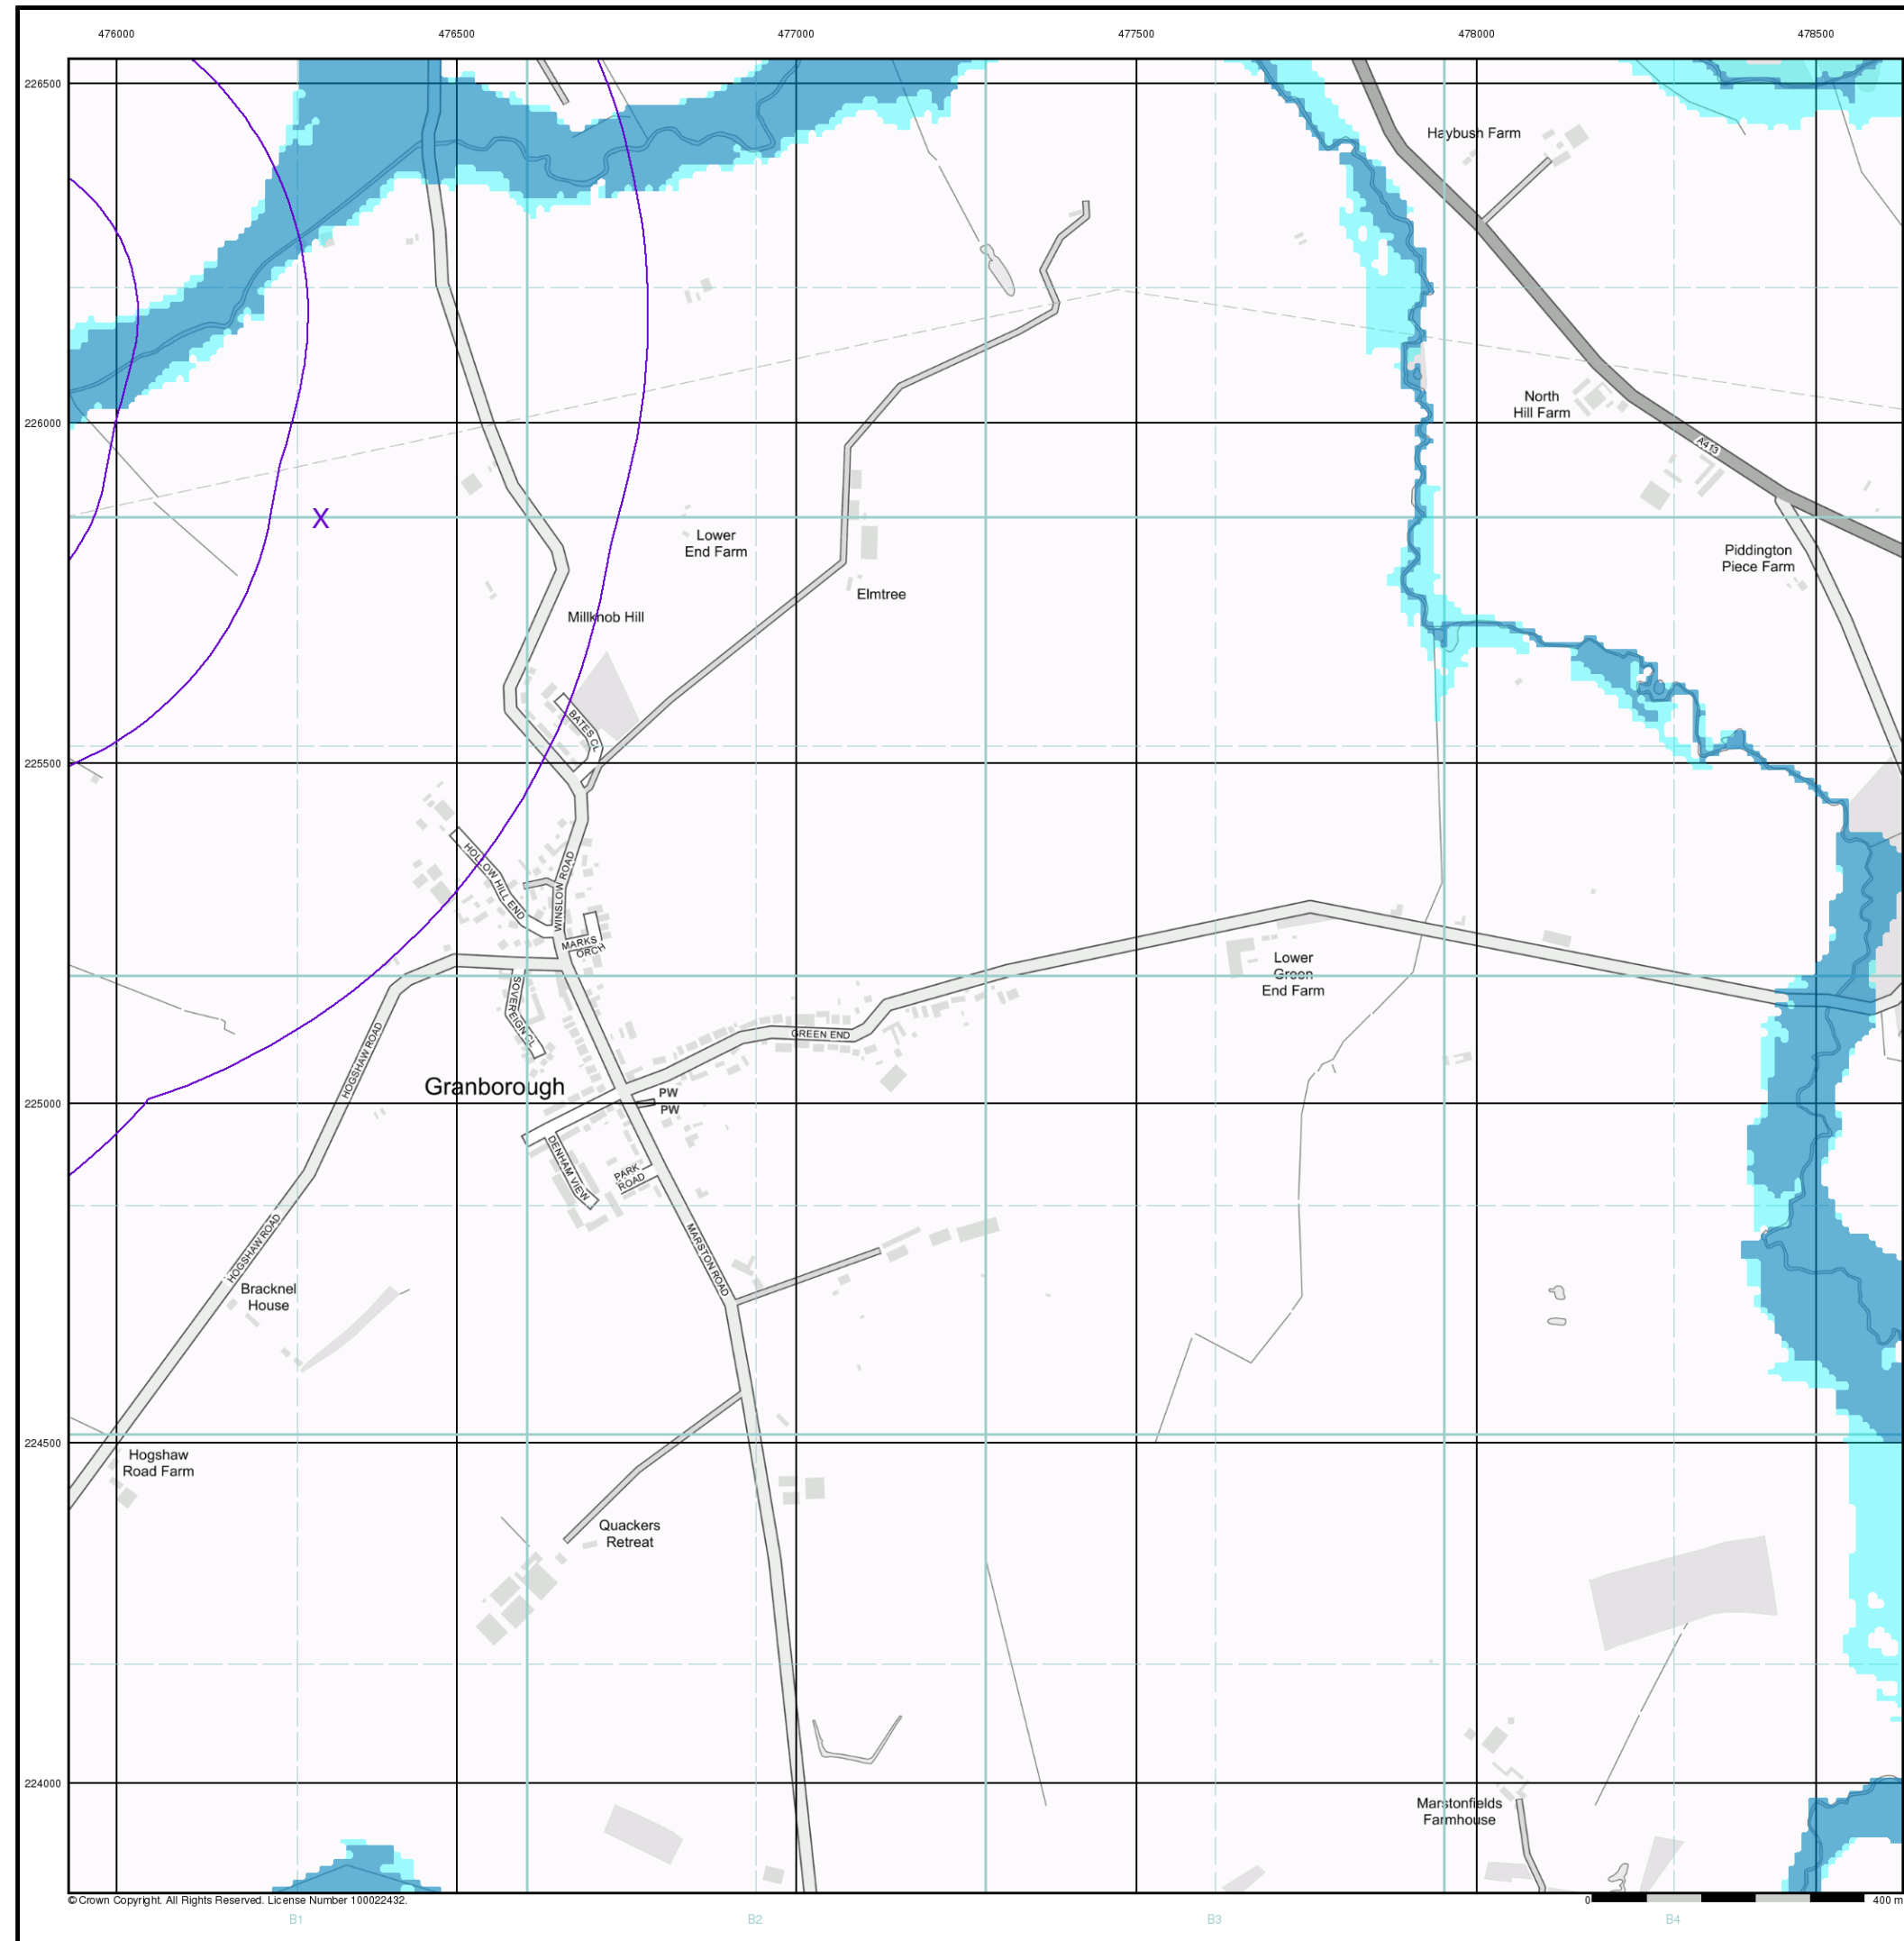 476000 476500 477000 477500 478000 478500
226500
Haybush Farm
226000
North
Hill Farm
A413
X
Lower
End Farm
Piddington
Piece Farm
Elmtree
Millknob Hill
BATES CL
225500
HOLLOW HILL END
WINSLOW ROAD
MARKS
ORCH
Lower
Green
End Farm
SOVEREIGN CL
HOGSHAW ROAD
GREEN END
Granborough
PW
PW
225000
DENHAM VIEW
PARK
ROAD
HOGSHAW ROAD
MARSTON ROAD
Bracknel
House
224500
Hogshaw
Road Farm
Quackers
Retreat
224000
Marstonfields
Farmhouse
© Crown Copyright. All Rights Reserved. License Number 100022432.
0 400 m
B1 B2 B3 B4